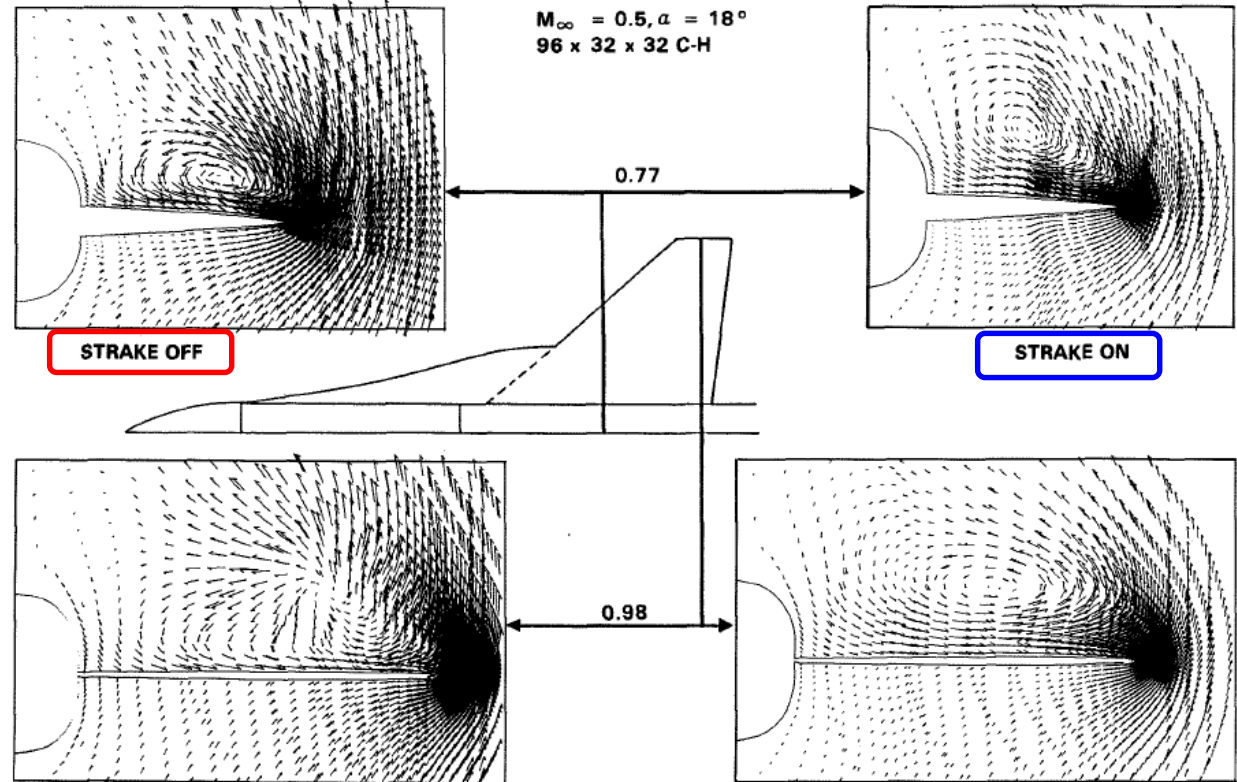 M∞ = 0.5, α = 18°
96 x 32 x 32 C-H
0.77
STRAKE OFF
STRAKE ON
0.98